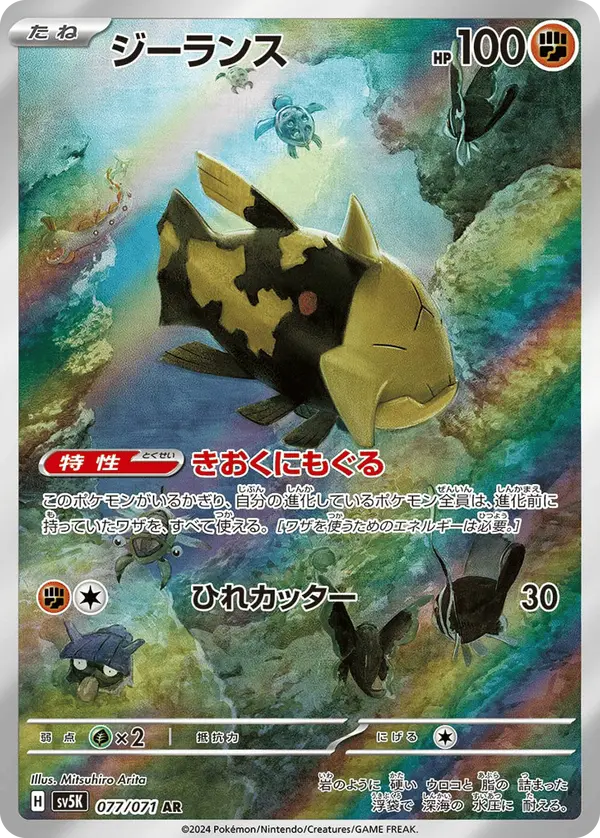 たね ジーランス HP 100
特性 とくせい きおくにもぐる
このポケモンがいるかぎり、自分の進化しているポケモン全員は、進化前に
持っていたワザを、すべて使える。[ワザを使うためのエネルギーは必要。]
ひれカッター 30
弱点 ×2 抵抗力 にげる
Illus. Mitsuhiro Arita
H sv5K 077/071 AR
岩のように 硬い ウロコと 脂の 詰まった
浮袋で 深海の 水圧に 耐える。
©2024 Pokémon/Nintendo/Creatures/GAME FREAK.